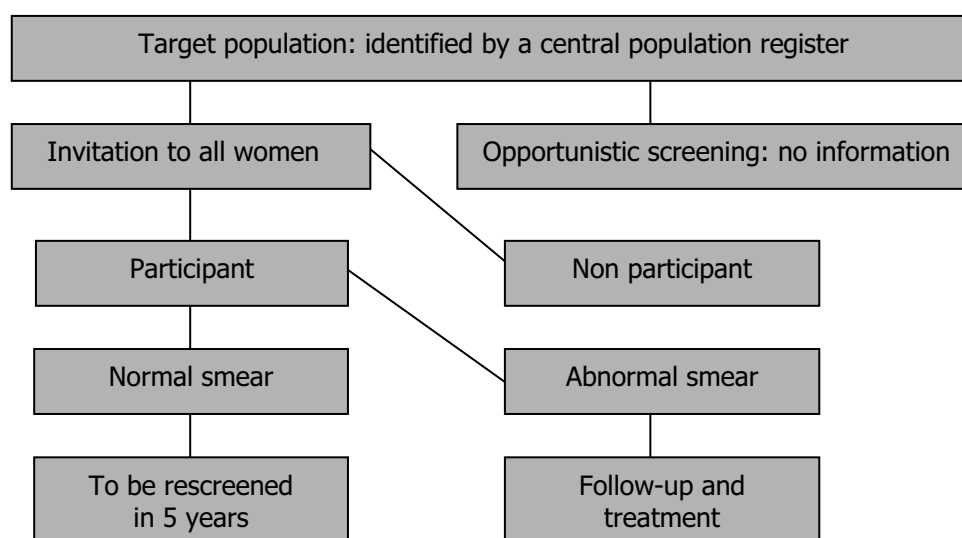 Target population: identified by a central population register
Invitation to all women
Opportunistic screening: no information
Participant
Non participant
Normal smear
Abnormal smear
To be rescreened
in 5 years
Follow-up and
treatment